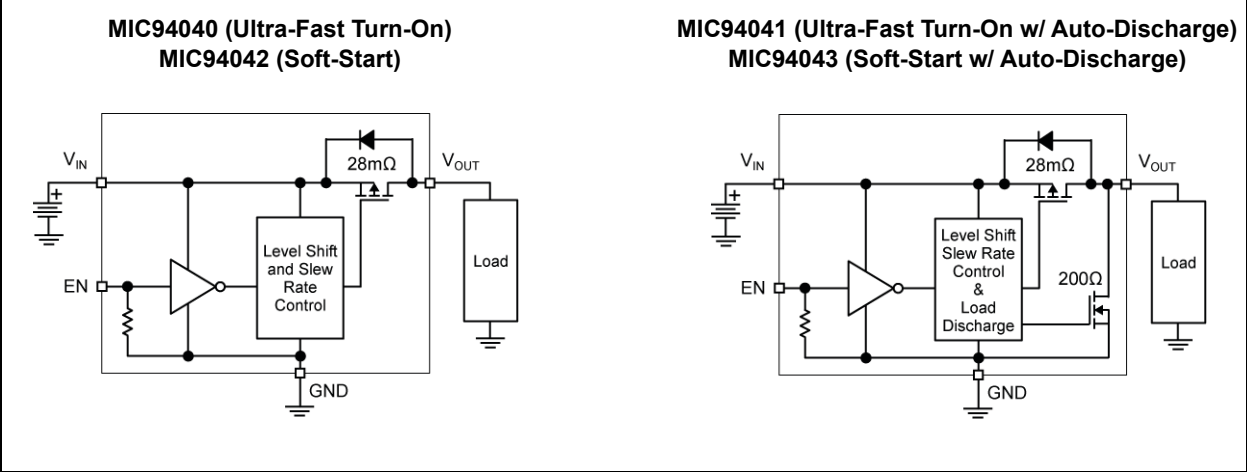 MIC94040 (Ultra-Fast Turn-On)
MIC94042 (Soft-Start)
VIN
28mΩ
VOUT
+
Level Shift
and Slew
Rate
Control
Load
EN
GND
MIC94041 (Ultra-Fast Turn-On w/ Auto-Discharge)
MIC94043 (Soft-Start w/ Auto-Discharge)
VIN
28mΩ
VOUT
+
Level Shift
Slew Rate
Control
&
Load
Discharge
200Ω
Load
EN
GND